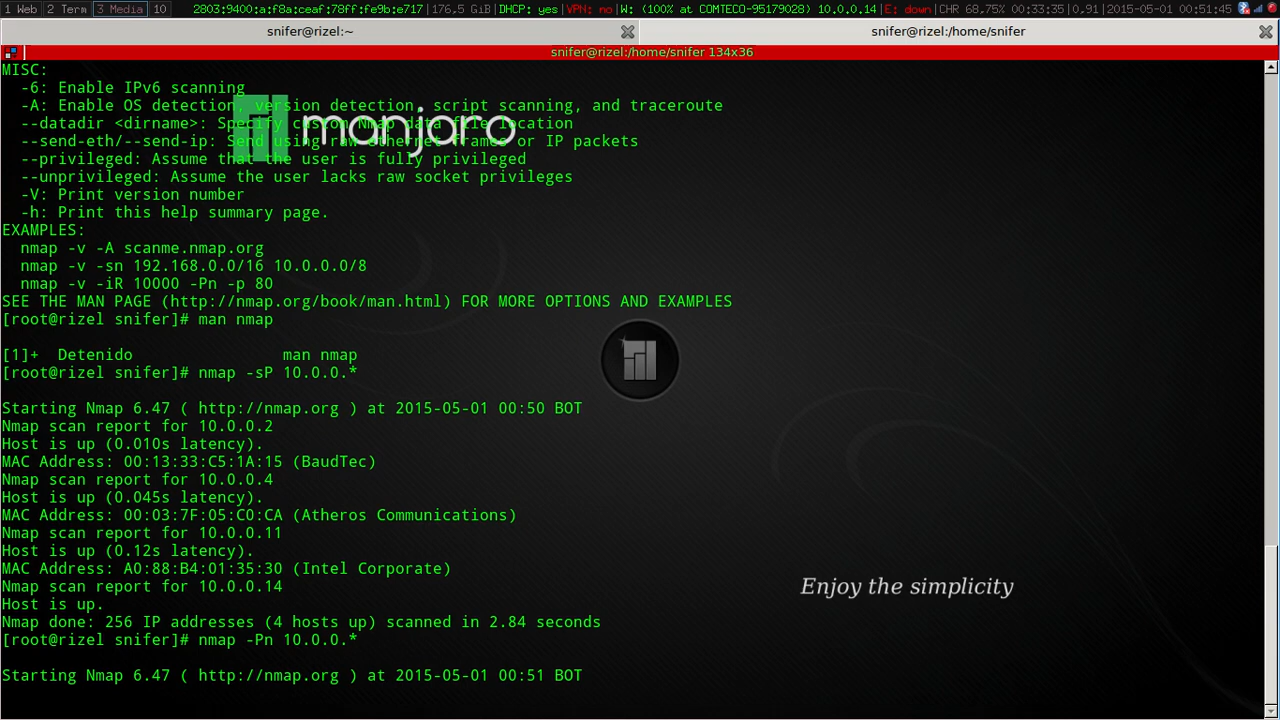 1 Web 2 Term 3 Media 10 2803:9400:a:f8a:ceaf:78ff:fe9b:e717|176,5 GiB|DHCP: yes|VPN: no|W: (100% at COMTECO-95179028) 10.0.0.14|E: down|CHR 68,75% 00:33:35|0,91|2015-05-01 00:51:45
snifer@rizel:~ snifer@rizel:/home/snifer
snifer@rizel:/home/snifer 134x36
MISC:
  -6: Enable IPv6 scanning
  -A: Enable OS detection, version detection, script scanning, and traceroute
  --datadir <dirname>: Specify custom Nmap data file location
manjaro
  --send-eth/--send-ip: Send using raw ethernet frames or IP packets
  --privileged: Assume that the user is fully privileged
  --unprivileged: Assume the user lacks raw socket privileges
  -V: Print version number
  -h: Print this help summary page.
EXAMPLES:
  nmap -v -A scanme.nmap.org
  nmap -v -sn 192.168.0.0/16 10.0.0.0/8
  nmap -v -iR 10000 -Pn -p 80
SEE THE MAN PAGE (http://nmap.org/book/man.html) FOR MORE OPTIONS AND EXAMPLES
[root@rizel snifer]# man nmap
[1]+  Detenido                man nmap
[root@rizel snifer]# nmap -sP 10.0.0.*
Starting Nmap 6.47 ( http://nmap.org ) at 2015-05-01 00:50 BOT
Nmap scan report for 10.0.0.2
Host is up (0.010s latency).
MAC Address: 00:13:33:C5:1A:15 (BaudTec)
Nmap scan report for 10.0.0.4
Host is up (0.045s latency).
MAC Address: 00:03:7F:05:C0:CA (Atheros Communications)
Nmap scan report for 10.0.0.11
Host is up (0.12s latency).
MAC Address: A0:88:B4:01:35:30 (Intel Corporate)
Nmap scan report for 10.0.0.14
Enjoy the simplicity
Host is up.
Nmap done: 256 IP addresses (4 hosts up) scanned in 2.84 seconds
[root@rizel snifer]# nmap -Pn 10.0.0.*
Starting Nmap 6.47 ( http://nmap.org ) at 2015-05-01 00:51 BOT